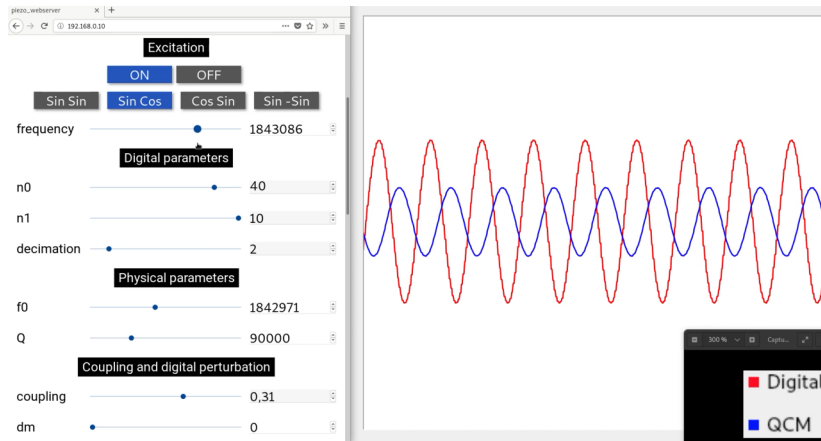 piezo_webserver
192.168.0.10
Excitation
ON OFF
Sin Sin Sin Cos Cos Sin Sin -Sin
frequency 1843086
Digital parameters
n0 40
n1 10
decimation 2
Physical parameters
f0 1842971
Q 90000
Coupling and digital perturbation
coupling 0,31
dm 0
300 % Captu...
Digital
QCM